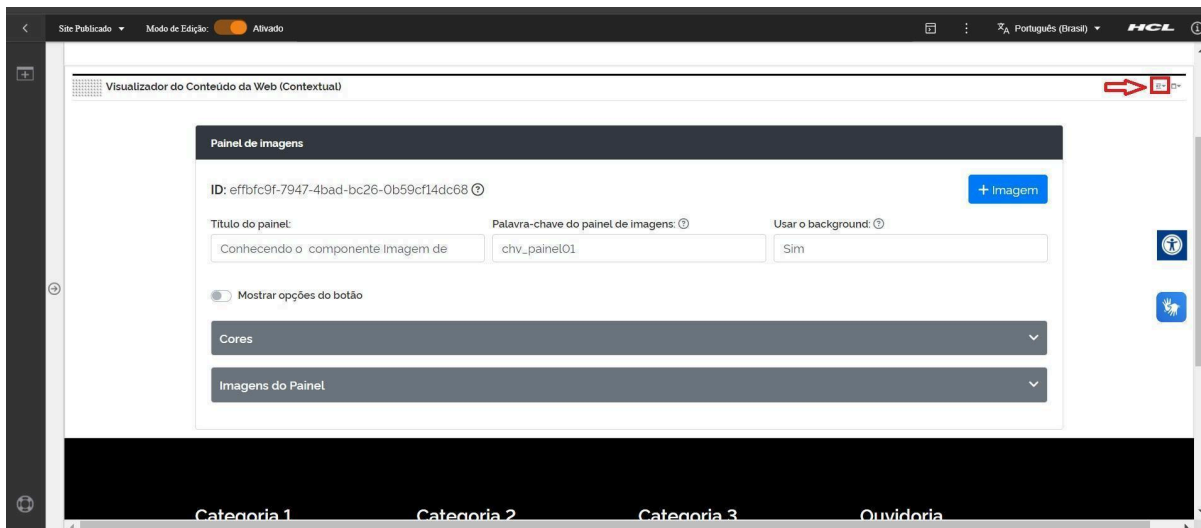 Site Publicado
Modo de Edição:
Ativado
Português (Brasil)
HCL
Visualizador do Conteúdo da Web (Contextual)
Painel de imagens
ID: effbfc9f-7947-4bad-bc26-0b59cf14dc68
+ Imagem
Título do painel:
Palavra-chave do painel de imagens:
Usar o background:
Conhecendo o componente Imagem de
chv_painel01
Sim
Mostrar opções do botão
Cores
Imagens do Painel
Categoria 1
Categoria 2
Categoria 3
Ouvidoria